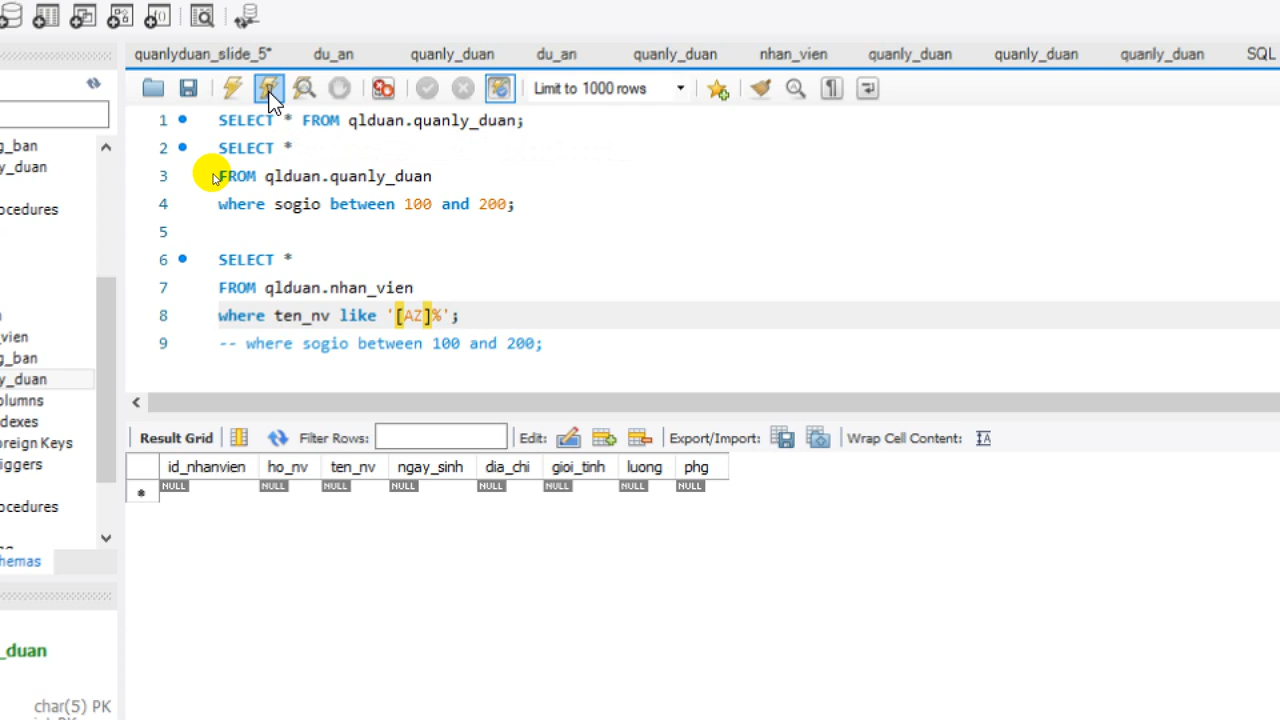 quanlyduan_slide_5* du_an quanly_duan du_an quanly_duan nhan_vien quanly_duan quanly_duan quanly_duan SQL
Limit to 1000 rows
1 SELECT * FROM qlduan.quanly_duan;
2 SELECT *
3 FROM qlduan.quanly_duan
4 where sogio between 100 and 200;
5
6 SELECT *
7 FROM qlduan.nhan_vien
8 where ten_nv like '[AZ]%';
9 -- where sogio between 100 and 200;
g_ban
y_duan
ocedures
vien
g_ban
y_duan
olumns
dexes
oreign Keys
iggers
ocedures
hemas
_duan
char(5) PK
Result Grid Filter Rows: Edit: Export/Import: Wrap Cell Content: IA
id_nhanvien ho_nv ten_nv ngay_sinh dia_chi gioi_tinh luong phg
* NULL NULL NULL NULL NULL NULL NULL NULL